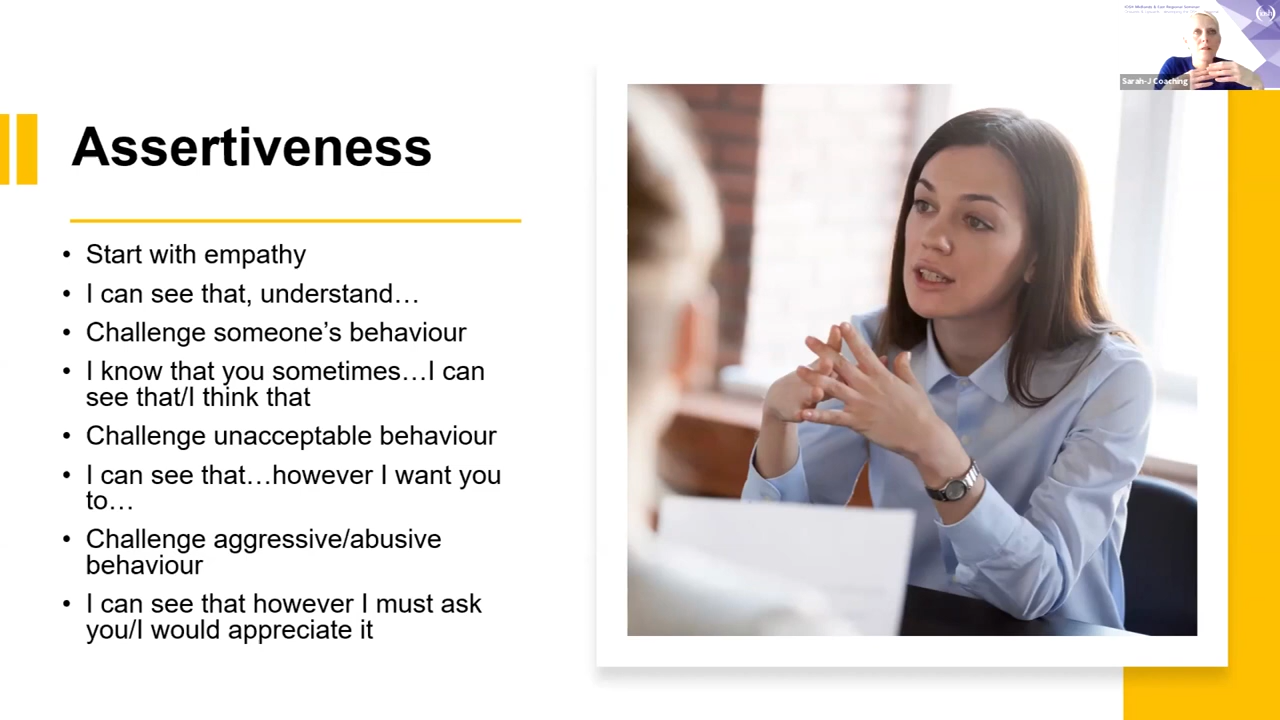 Assertiveness
• Start with empathy
• I can see that, understand…
• Challenge someone’s behaviour
• I know that you sometimes…I can
see that/I think that
• Challenge unacceptable behaviour
• I can see that…however I want you
to…
• Challenge aggressive/abusive
behaviour
• I can see that however I must ask
you/I would appreciate it
Sarah-J Coaching